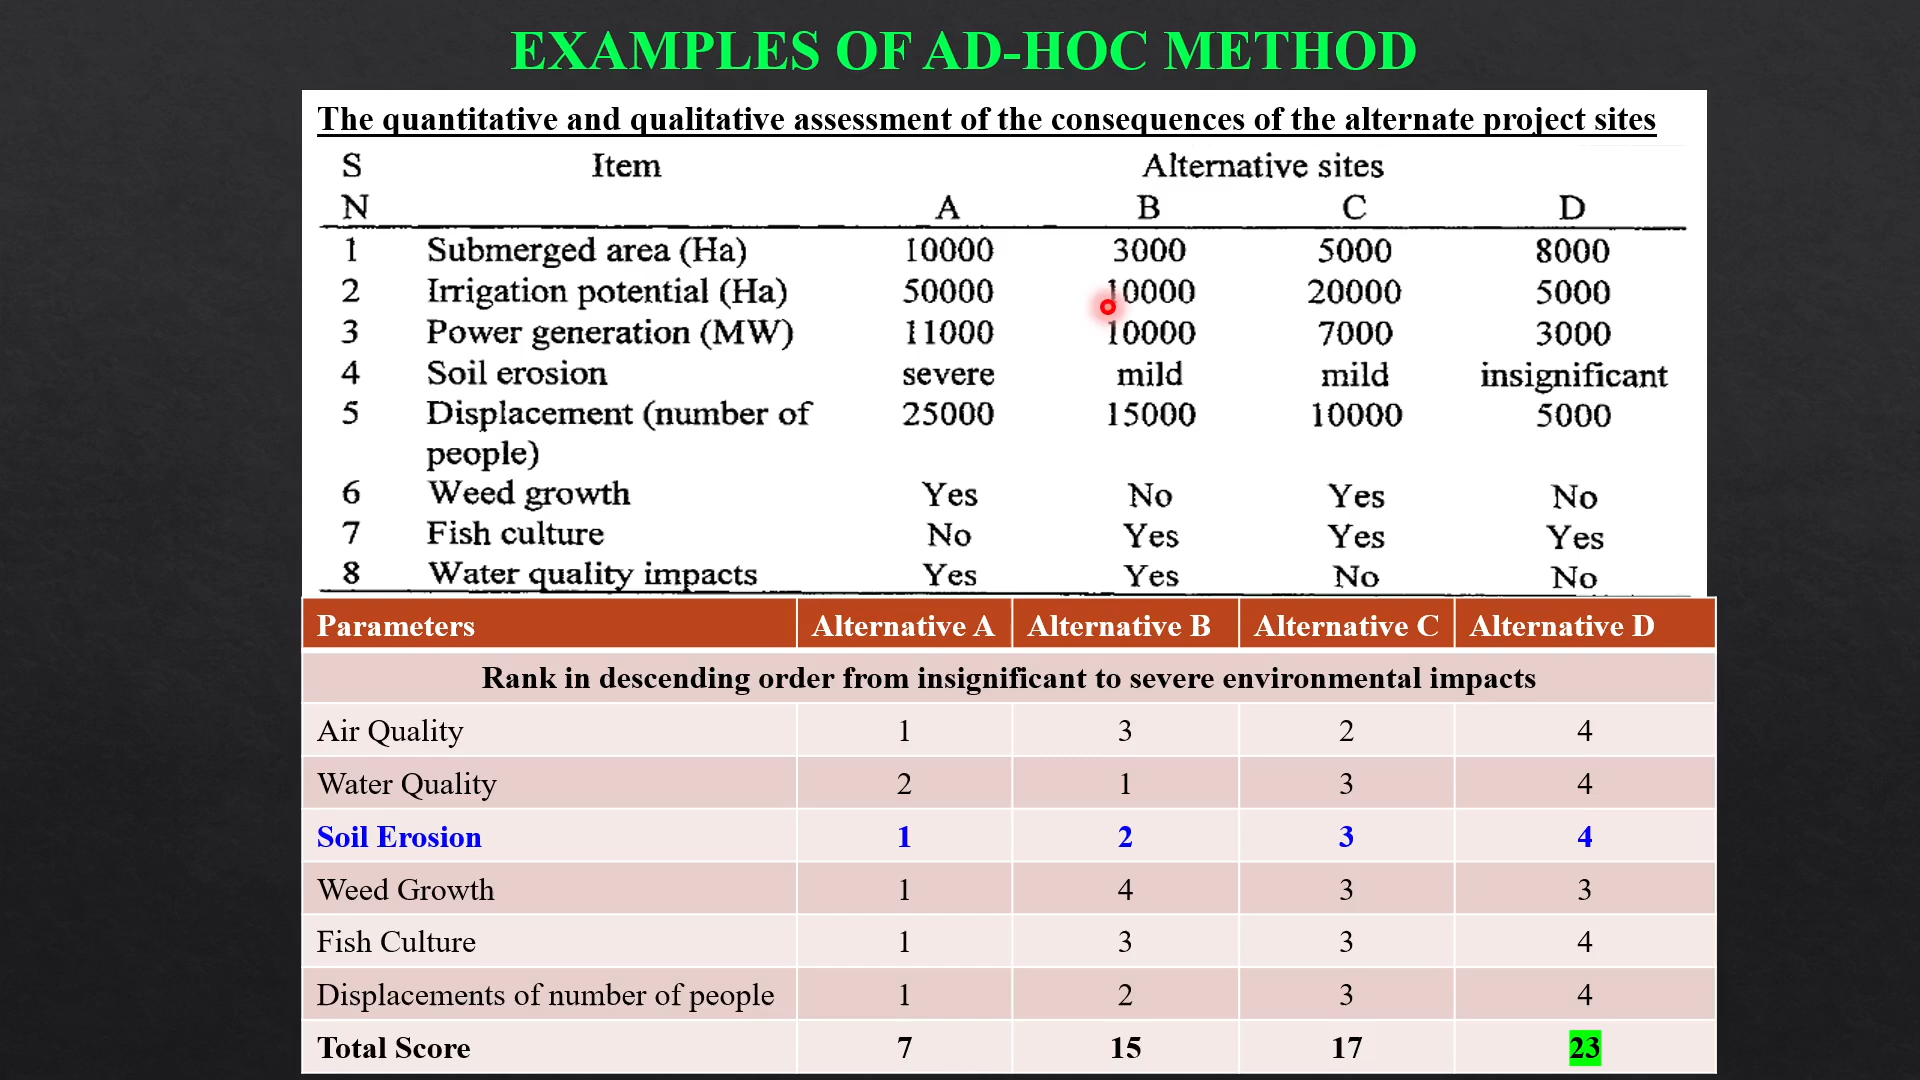 EXAMPLES OF AD-HOC METHOD
The quantitative and qualitative assessment of the consequences of the alternate project sites
S Item Alternative sites
N A B C D
1 Submerged area (Ha) 10000 3000 5000 8000
2 Irrigation potential (Ha) 50000 10000 20000 5000
3 Power generation (MW) 11000 10000 7000 3000
4 Soil erosion severe mild mild insignificant
5 Displacement (number of 25000 15000 10000 5000
people)
6 Weed growth Yes No Yes No
7 Fish culture No Yes Yes Yes
8 Water quality impacts Yes Yes No No
Parameters Alternative A Alternative B Alternative C Alternative D
Rank in descending order from insignificant to severe environmental impacts
Air Quality 1 3 2 4
Water Quality 2 1 3 4
Soil Erosion 1 2 3 4
Weed Growth 1 4 3 3
Fish Culture 1 3 3 4
Displacements of number of people 1 2 3 4
Total Score 7 15 17 23